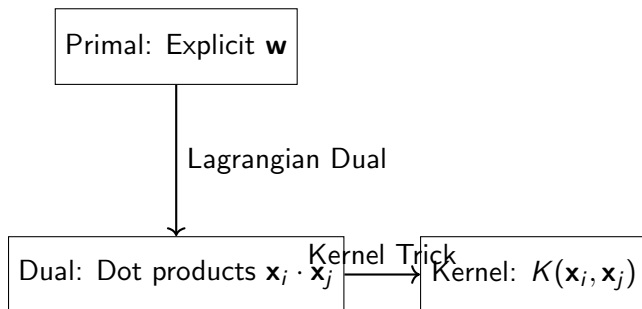 Primal: Explicit w
Lagrangian Dual
Dual: Dot products xᵢ · xⱼ
Kernel Trick
Kernel: K(xᵢ, xⱼ)